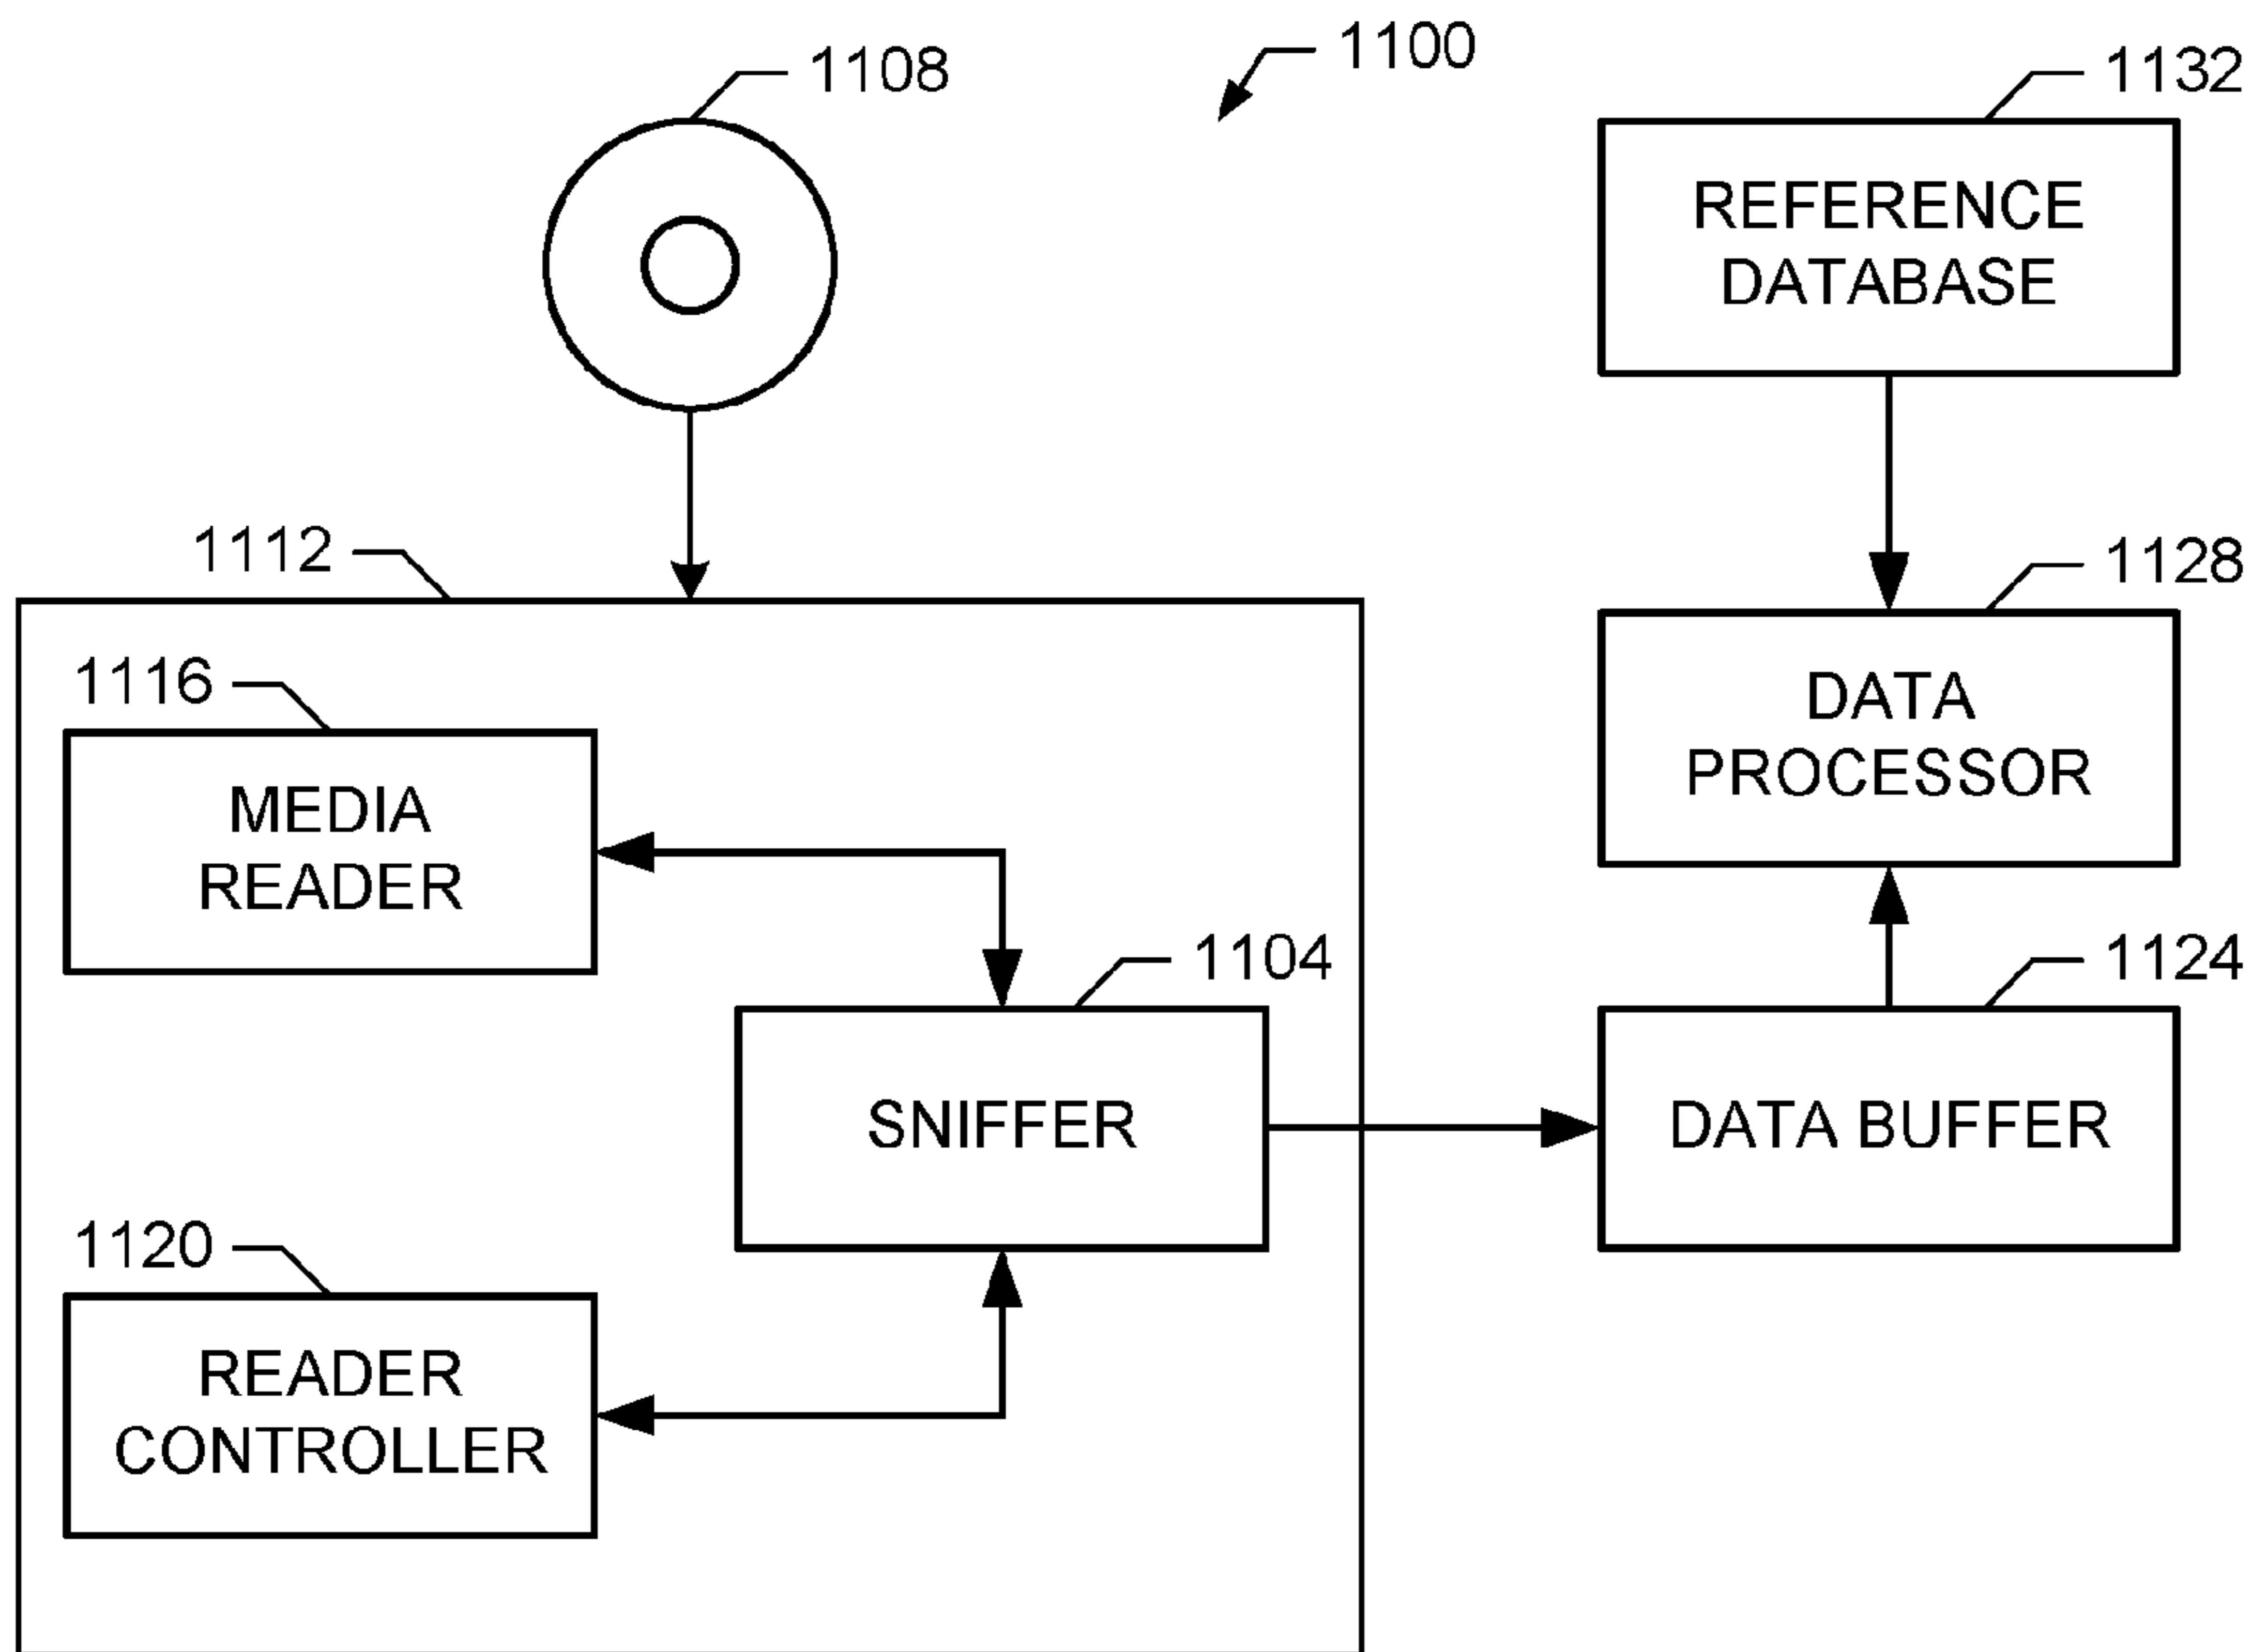 1100
1108
1132
REFERENCE
DATABASE
1112
1128
1116
DATA
PROCESSOR
MEDIA
READER
1104
1124
SNIFFER
DATA BUFFER
1120
READER
CONTROLLER